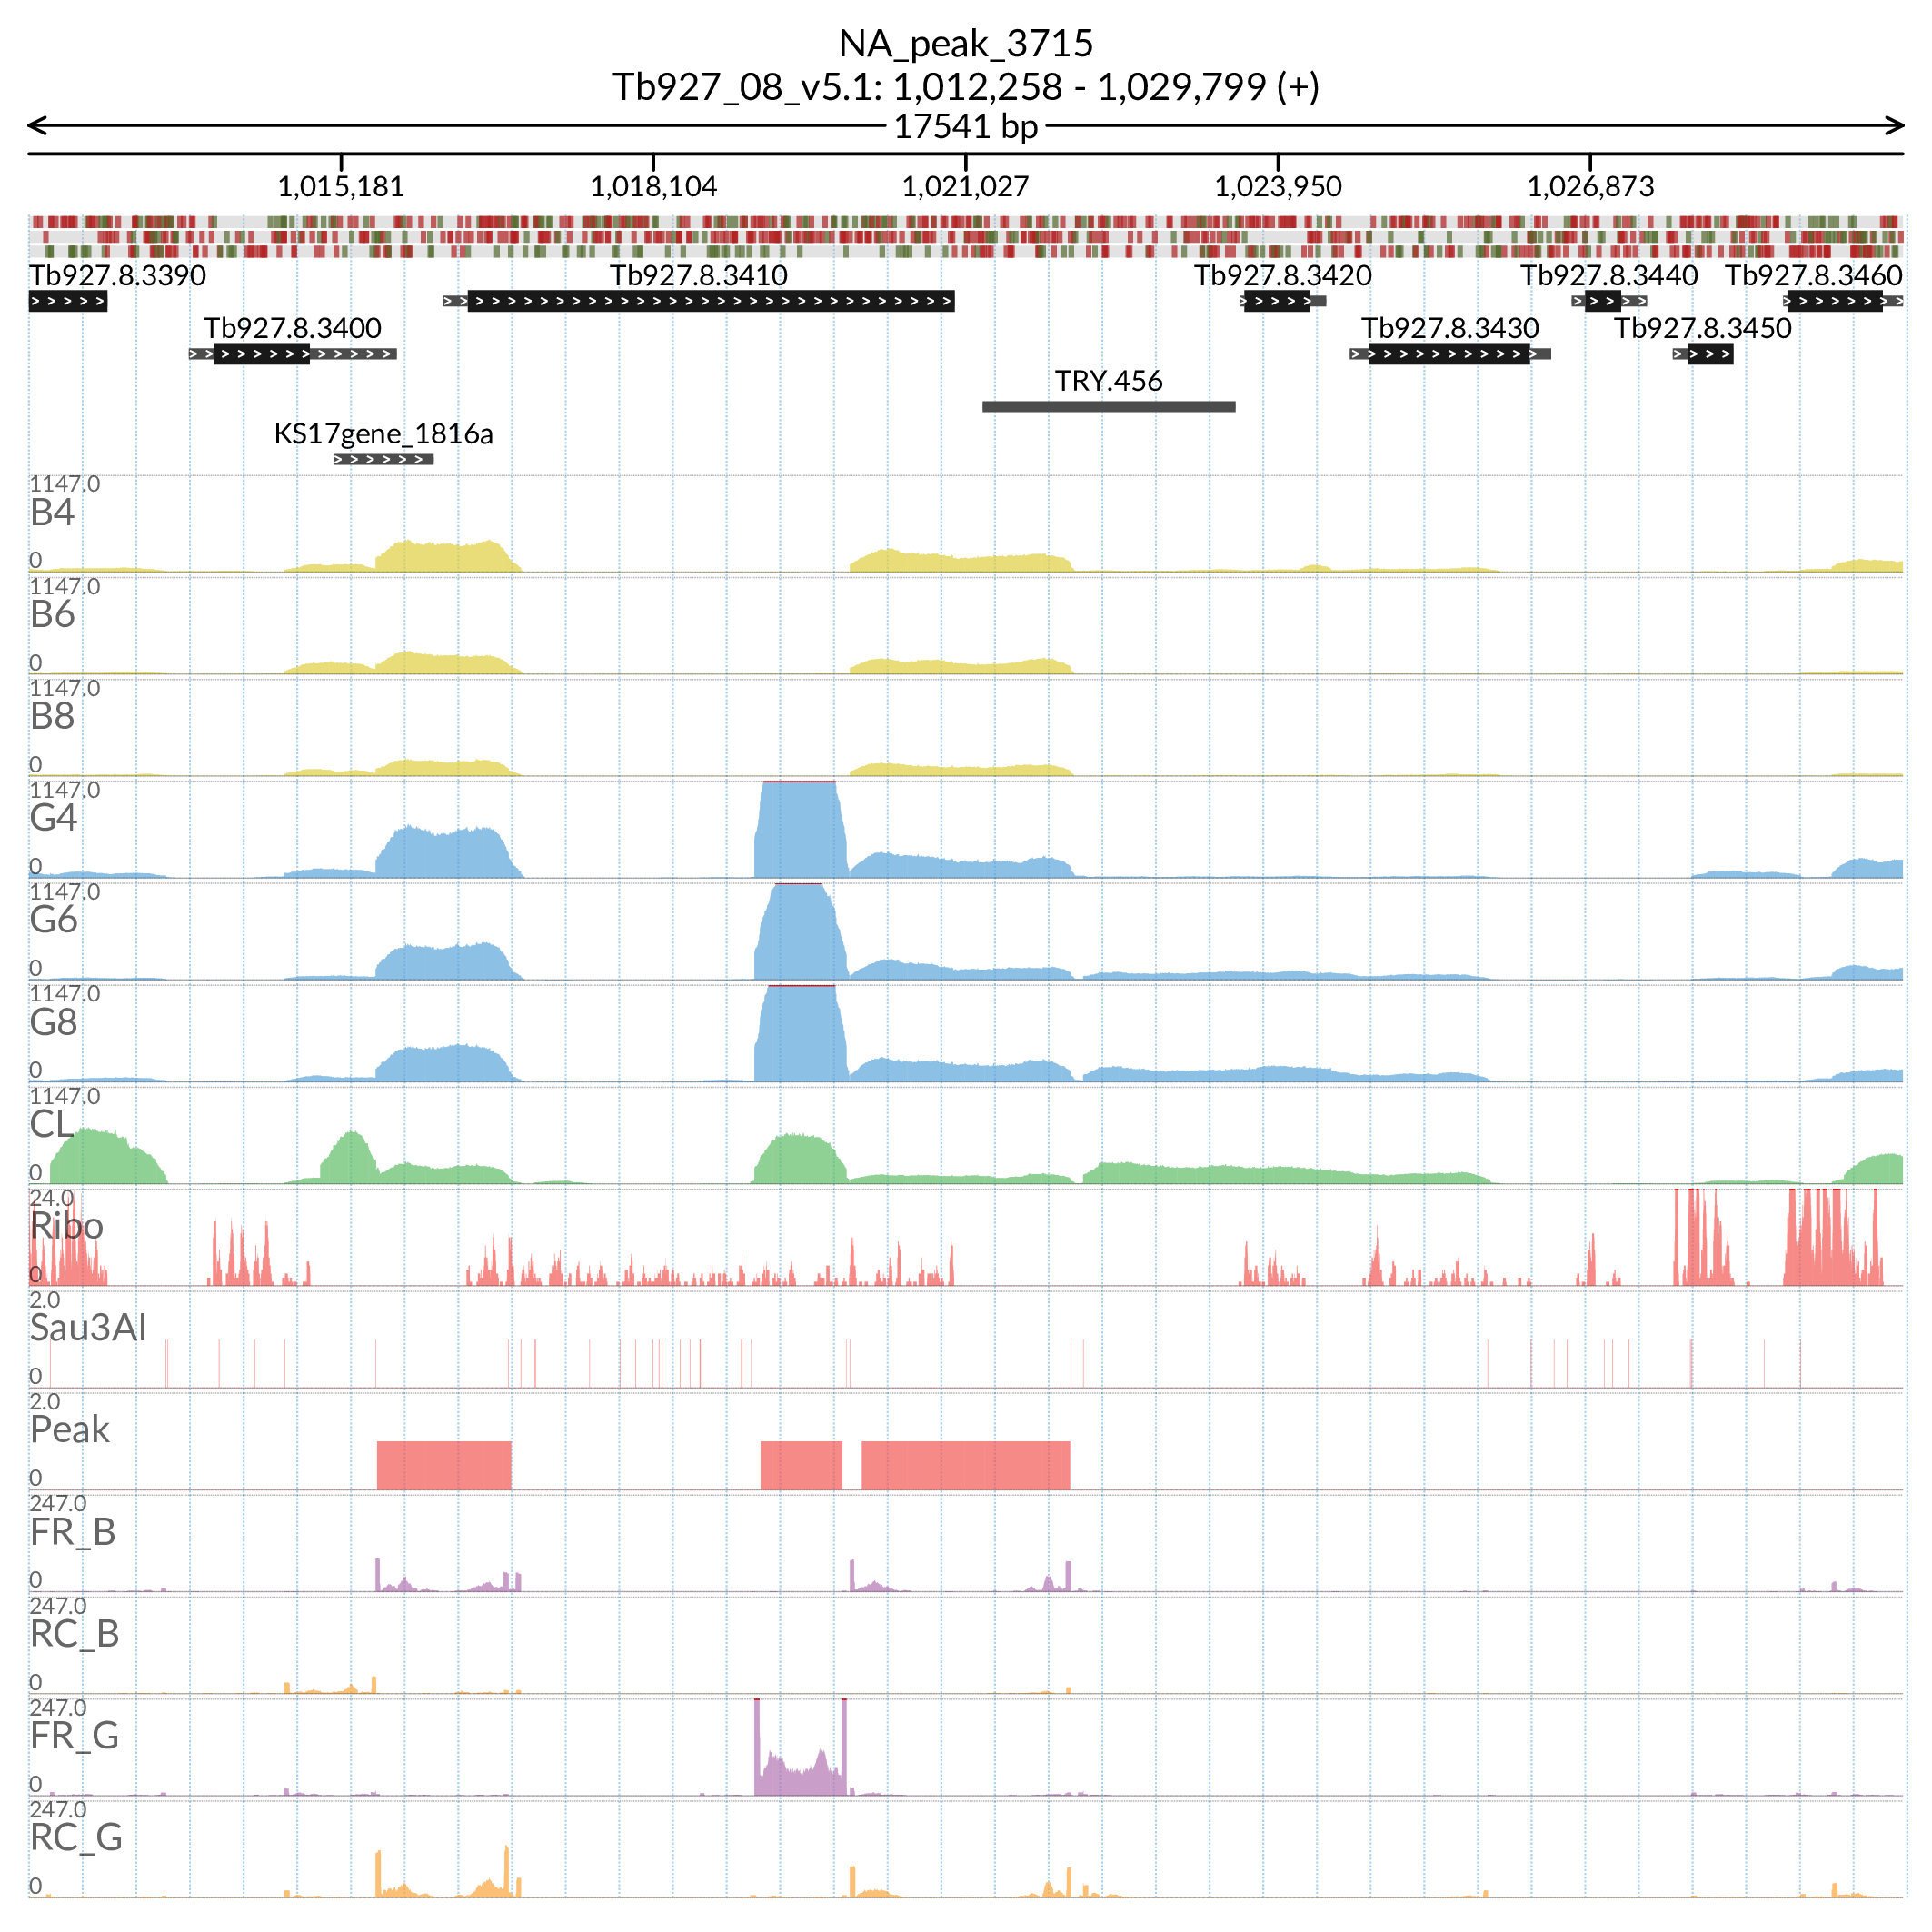 NA_peak_3715
Tb927_08_v5.1: 1,012,258 - 1,029,799 (+)
17541 bp
1,015,181 1,018,104 1,021,027 1,023,950 1,026,873
Tb927.8.3390 Tb927.8.3410 Tb927.8.3420 Tb927.8.3440 Tb927.8.3460
Tb927.8.3400 Tb927.8.3430 Tb927.8.3450
TRY.456
KS17gene_1816a
1147.0
B4
0
1147.0
B6
0
1147.0
B8
0
1147.0
G4
0
1147.0
G6
0
1147.0
G8
0
1147.0
CL
0
24.0
Ribo
0
2.0
Sau3AI
0
2.0
Peak
0
247.0
FR_B
0
247.0
RC_B
0
247.0
FR_G
0
247.0
RC_G
0